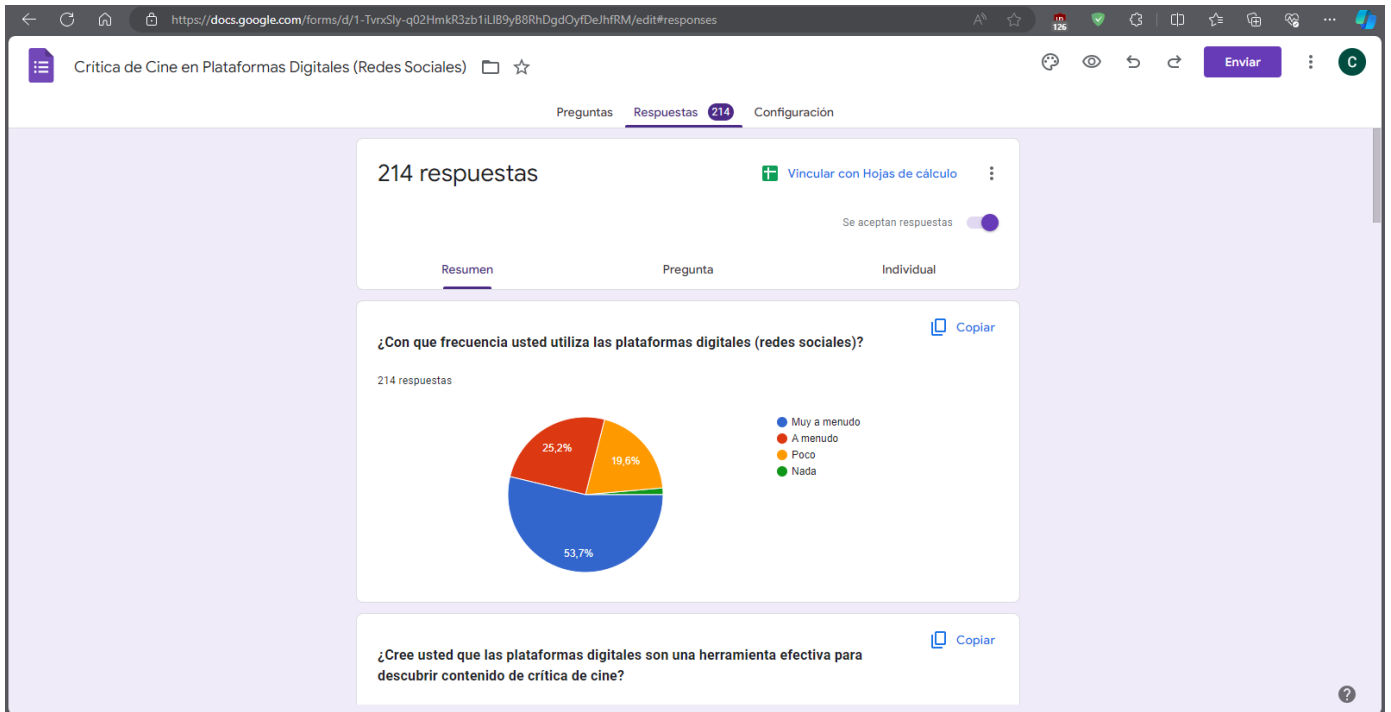 https://docs.google.com/forms/d/1-TvrxSly-q02HmkR3zb1iLlB9yB8RhDgdOyfDeJhfRM/edit#responses
126
Crítica de Cine en Plataformas Digitales (Redes Sociales)
Enviar
C
Preguntas Respuestas 214 Configuración
214 respuestas
Vincular con Hojas de cálculo
Se aceptan respuestas
Resumen Pregunta Individual
Copiar
¿Con que frecuencia usted utiliza las plataformas digitales (redes sociales)?
214 respuestas
Muy a menudo
A menudo
Poco
Nada
25,2%
19,6%
53,7%
Copiar
¿Cree usted que las plataformas digitales son una herramienta efectiva para
descubrir contenido de crítica de cine?